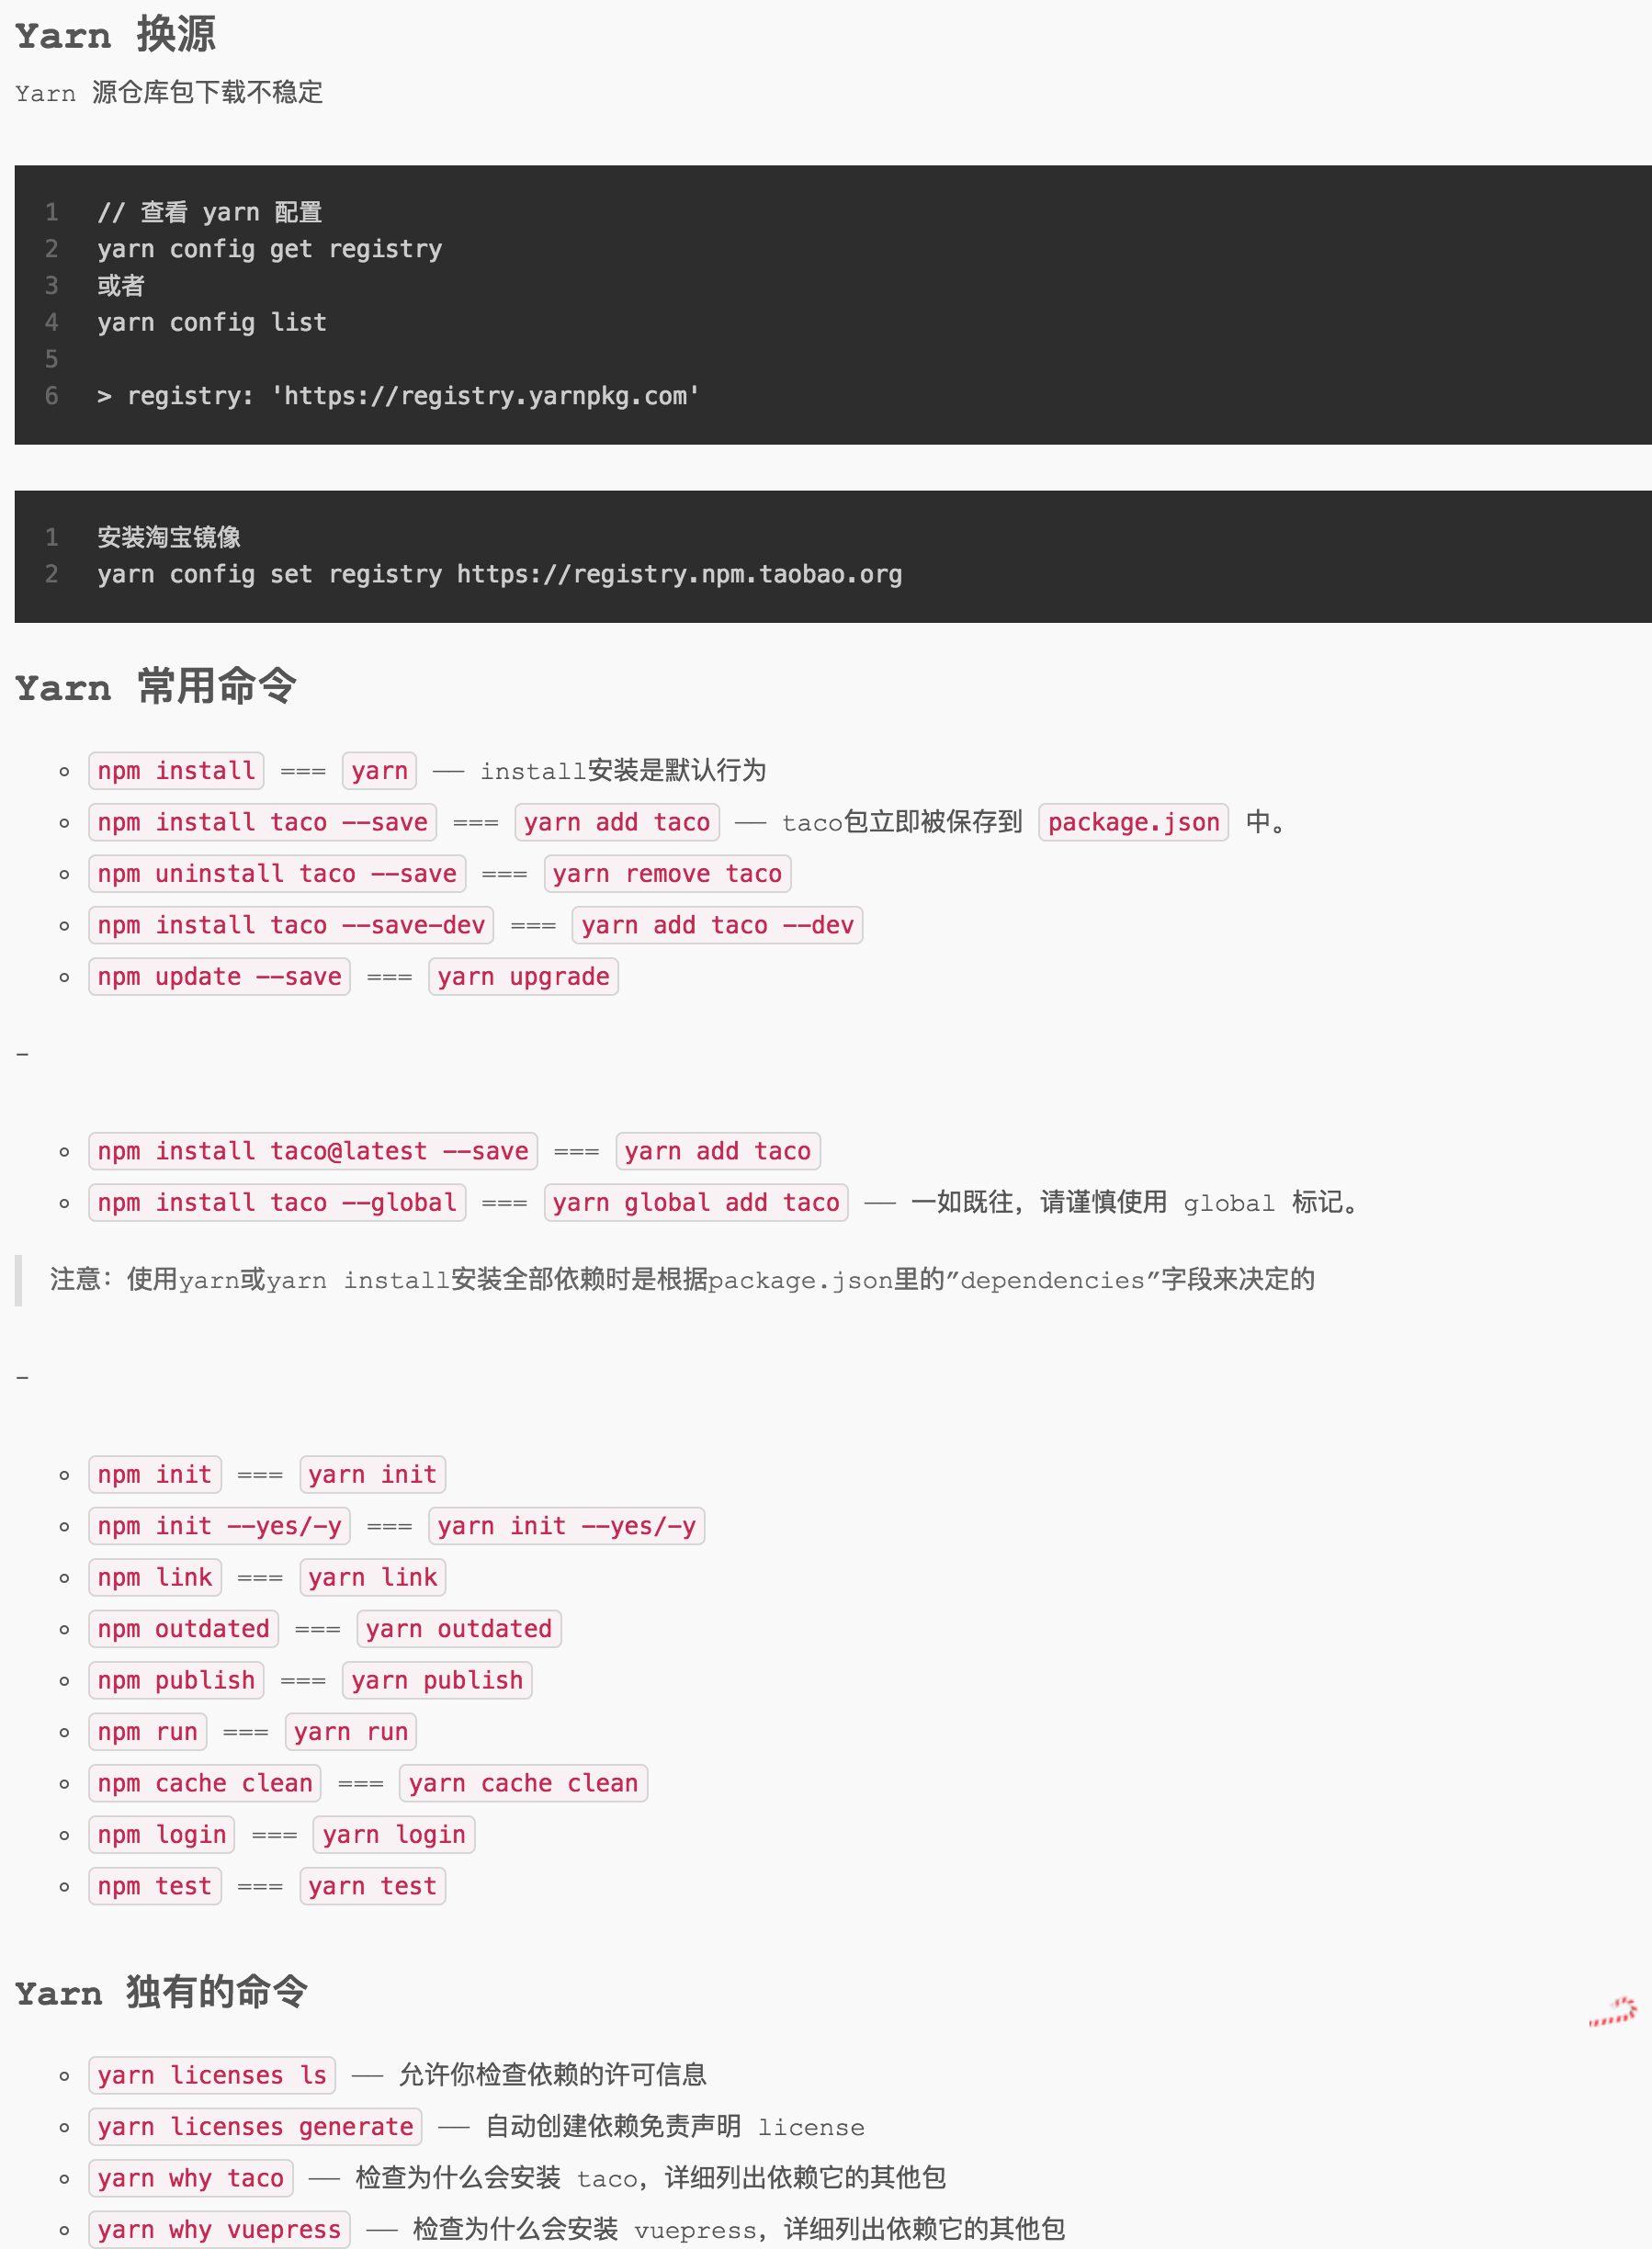 Yarn 换源
Yarn 源仓库包下载不稳定
1 // 查看 yarn 配置
2 yarn config get registry
3 或者
4 yarn config list
5
6 > registry: 'https://registry.yarnpkg.com'
1 安装淘宝镜像
2 yarn config set registry https://registry.npm.taobao.org
Yarn 常用命令
npm install === yarn —— install安装是默认行为
npm install taco --save === yarn add taco —— taco包立即被保存到 package.json 中。
npm uninstall taco --save === yarn remove taco
npm install taco --save-dev === yarn add taco --dev
npm update --save === yarn upgrade
-
npm install taco@latest --save === yarn add taco
npm install taco --global === yarn global add taco —— 一如既往，请谨慎使用 global 标记。
注意：使用yarn或yarn install安装全部依赖时是根据package.json里的”dependencies”字段来决定的
-
npm init === yarn init
npm init --yes/-y === yarn init --yes/-y
npm link === yarn link
npm outdated === yarn outdated
npm publish === yarn publish
npm run === yarn run
npm cache clean === yarn cache clean
npm login === yarn login
npm test === yarn test
Yarn 独有的命令
yarn licenses ls —— 允许你检查依赖的许可信息
yarn licenses generate —— 自动创建依赖免责声明 license
yarn why taco —— 检查为什么会安装 taco，详细列出依赖它的其他包
yarn why vuepress —— 检查为什么会安装 vuepress，详细列出依赖它的其他包